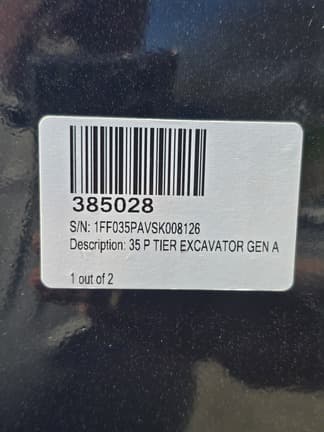 385028
S/N: 1FF035PAVSK008126
Description: 35 P TIER EXCAVATOR GEN A
1 out of 2